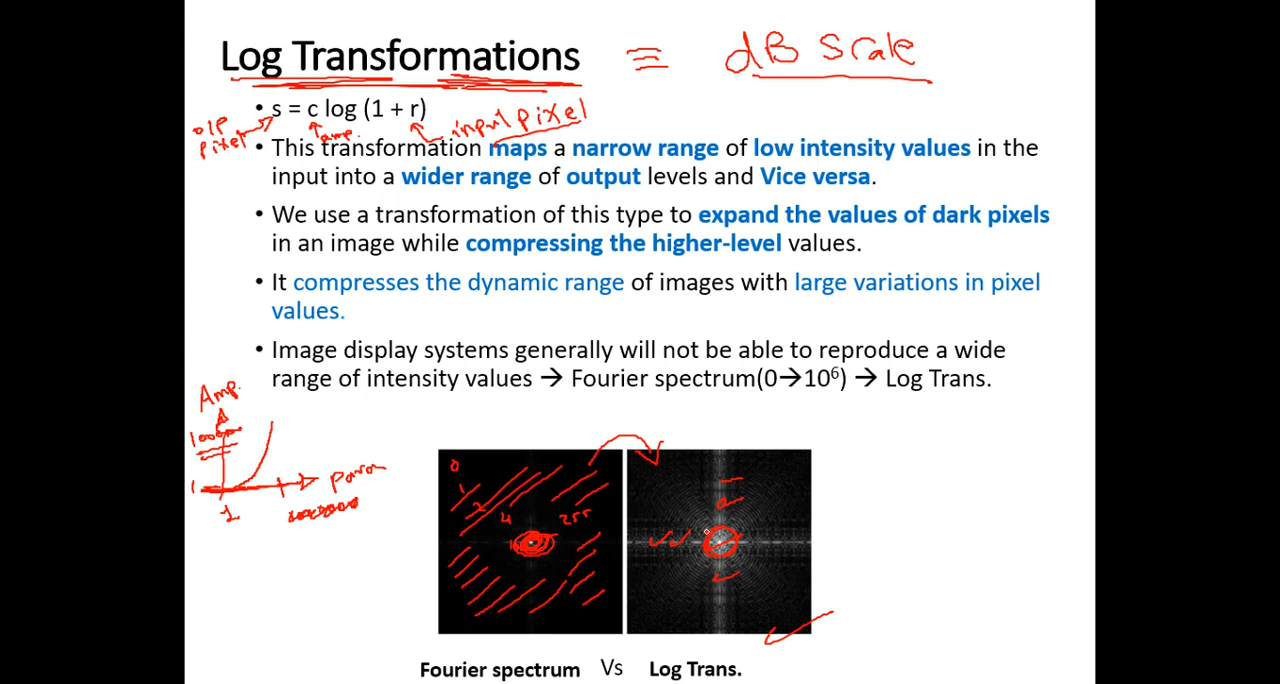 Log Transformations ≡ dB Scale
• s = c log (1 + r)
o/p pixel amp. input pixel
• This transformation maps a narrow range of low intensity values in the
input into a wider range of output levels and Vice versa.
• We use a transformation of this type to expand the values of dark pixels
in an image while compressing the higher-level values.
• It compresses the dynamic range of images with large variations in pixel
values.
• Image display systems generally will not be able to reproduce a wide
range of intensity values → Fourier spectrum(0→10⁶) → Log Trans.
Amp.
1
1
0
1
2
4 255
Fourier spectrum Vs Log Trans.